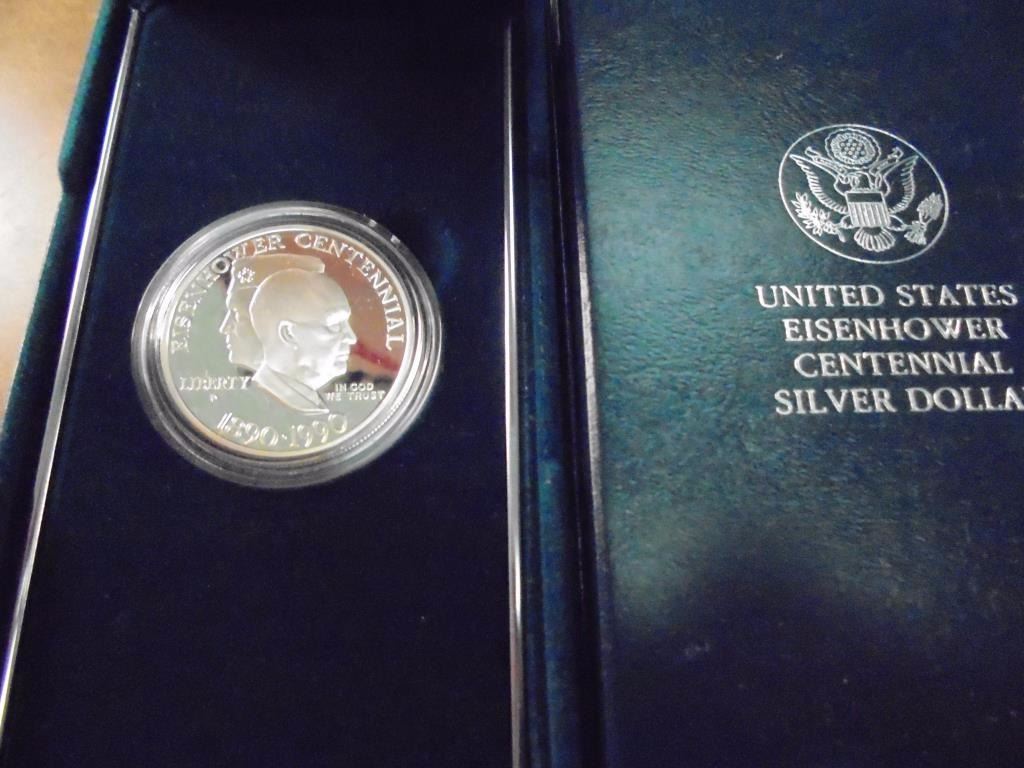 EISENHOWER CENTENNIAL
LIBERTY
P
IN GOD
WE TRUST
1890·1990
UNITED STATES
EISENHOWER
CENTENNIAL
SILVER DOLLA